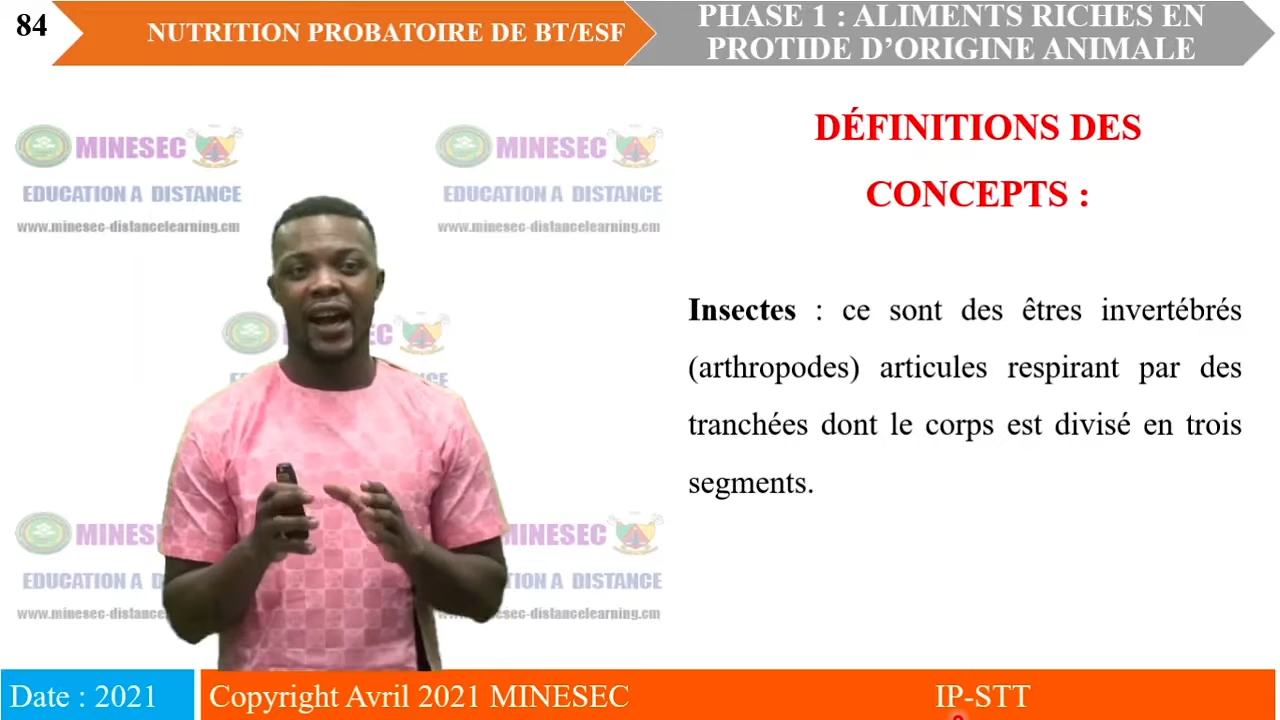 84
NUTRITION PROBATOIRE DE BT/ESF
PHASE 1 : ALIMENTS RICHES EN
PROTIDE D'ORIGINE ANIMALE
MINESEC
EDUCATION A DISTANCE
www.minesec-distancelearning.cm
MINESEC
EDUCATION A DISTANCE
www.minesec-distancelearning.cm
DÉFINITIONS DES
CONCEPTS :
Insectes : ce sont des êtres invertébrés
(arthropodes) articules respirant par des
tranchées dont le corps est divisé en trois
segments.
MINESEC
DISTANCE
Date : 2021
Copyright Avril 2021 MINESEC
IP-STT